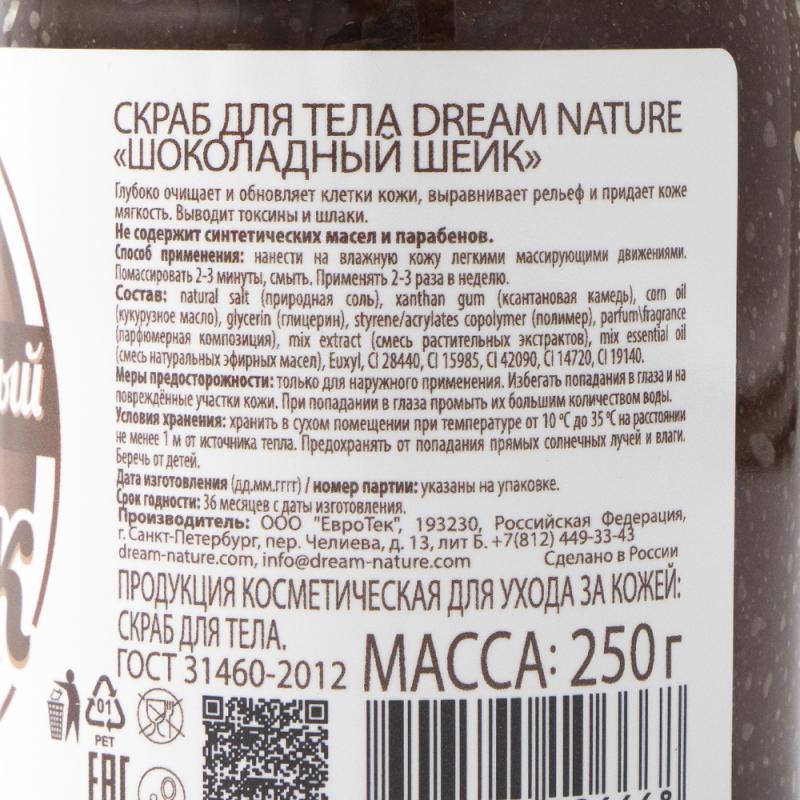 СКРАБ ДЛЯ ТЕЛА DREAM NATURE
«ШОКОЛАДНЫЙ ШЕЙК»
Глубоко очищает и обновляет клетки кожи, выравнивает рельеф и придает коже
мягкость. Выводит токсины и шлаки.
Не содержит синтетических масел и парабенов.
Способ применения: нанести на влажную кожу легкими массирующими движениями.
Помассировать 2-3 минуты, смыть. Применять 2-3 раза в неделю.
Состав: natural salt (природная соль), xanthan gum (ксантановая камедь), corn oil
(кукурузное масло), glycerin (глицерин), styrene/acrylates copolymer (полимер), parfum\fragrance
(парфюмерная композиция), mix extract (смесь растительных экстрактов), mix essential oil
(смесь натуральных эфирных масел), Euxyl, CI 28440, CI 15985, CI 42090, CI 14720, CI 19140.
Меры предосторожности: только для наружного применения. Избегать попадания в глаза и на
повреждённые участки кожи. При попадании в глаза промыть их большим количеством воды.
Условия хранения: хранить в сухом помещении при температуре от 10 °C до 35 °C на расстоянии
не менее 1 м от источника тепла. Предохранять от попадания прямых солнечных лучей и влаги.
Беречь от детей.
Дата изготовления (дд.мм.гггг) / номер партии: указаны на упаковке.
Срок годности: 36 месяцев с даты изготовления.
Производитель: ООО "ЕвроТек", 193230, Российская Федерация,
г. Санкт-Петербург, пер. Челиева, д. 13, лит Б. +7(812) 449-33-43
dream-nature.com, info@dream-nature.com Сделано в России
ПРОДУКЦИЯ КОСМЕТИЧЕСКАЯ ДЛЯ УХОДА ЗА КОЖЕЙ:
СКРАБ ДЛЯ ТЕЛА.
ГОСТ 31460-2012 МАССА: 250 г
01
PET
EAC